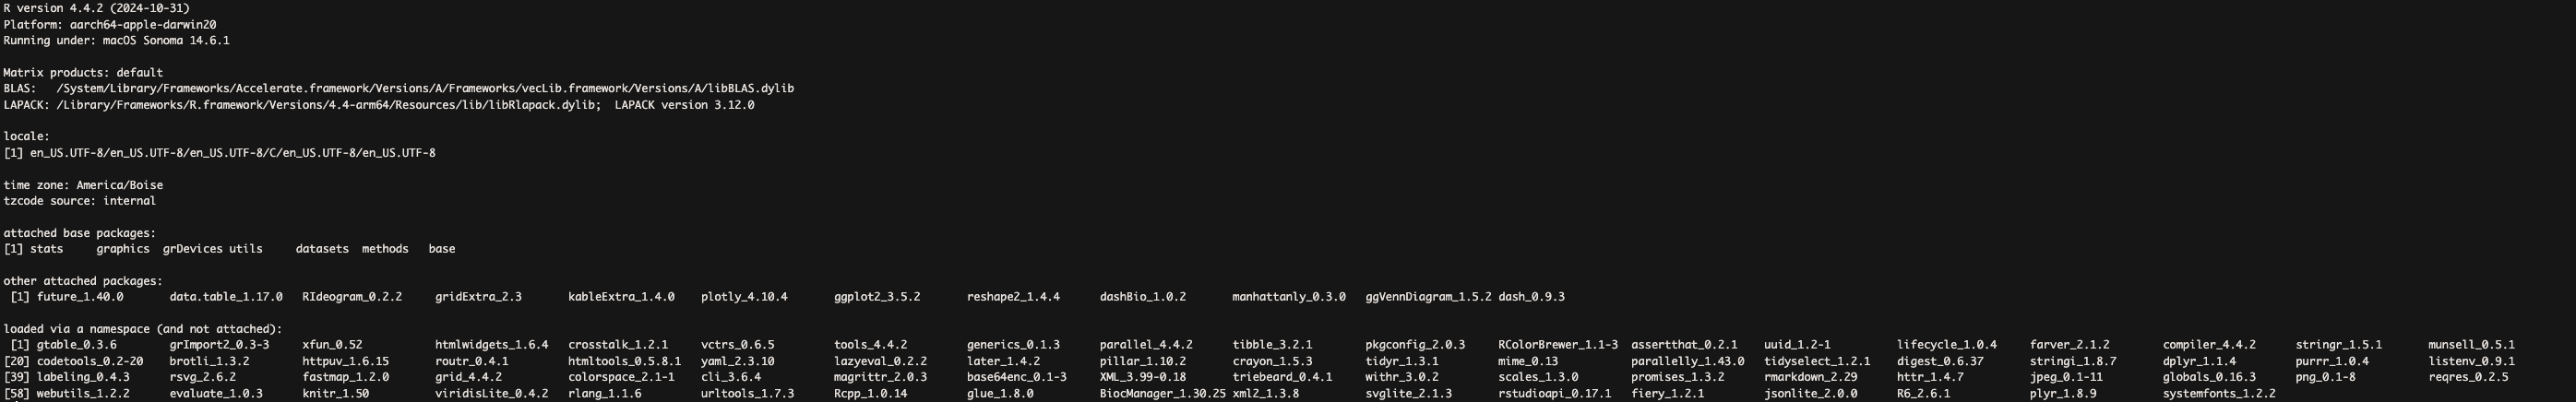 R version 4.4.2 (2024-10-31)
Platform: aarch64-apple-darwin20
Running under: macOS Sonoma 14.6.1
Matrix products: default
BLAS:   /System/Library/Frameworks/Accelerate.framework/Versions/A/Frameworks/vecLib.framework/Versions/A/libBLAS.dylib
LAPACK: /Library/Frameworks/R.framework/Versions/4.4-arm64/Resources/lib/libRlapack.dylib;  LAPACK version 3.12.0
locale:
[1] en_US.UTF-8/en_US.UTF-8/en_US.UTF-8/C/en_US.UTF-8/en_US.UTF-8
time zone: America/Boise
tzcode source: internal
attached base packages:
[1] stats     graphics  grDevices utils     datasets  methods   base
other attached packages:
[1] future_1.40.0 data.table_1.17.0 RIdeogram_0.2.2 gridExtra_2.3 kableExtra_1.4.0 plotly_4.10.4 ggplot2_3.5.2 reshape2_1.4.4 dashBio_1.0.2 manhattanly_0.3.0 ggVennDiagram_1.5.2 dash_0.9.3
loaded via a namespace (and not attached):
[1] gtable_0.3.6 grImport2_0.3-3 xfun_0.52 htmlwidgets_1.6.4 crosstalk_1.2.1 vctrs_0.6.5 tools_4.4.2 generics_0.1.3 parallel_4.4.2 tibble_3.2.1 pkgconfig_2.0.3 RColorBrewer_1.1-3 assertthat_0.2.1 uuid_1.2-1 lifecycle_1.0.4 farver_2.1.2 compiler_4.4.2 stringr_1.5.1 munsell_0.5.1
[20] codetools_0.2-20 brotli_1.3.2 httpuv_1.6.15 routr_0.4.1 htmltools_0.5.8.1 yaml_2.3.10 lazyeval_0.2.2 later_1.4.2 pillar_1.10.2 crayon_1.5.3 tidyr_1.3.1 mime_0.13 parallelly_1.43.0 tidyselect_1.2.1 digest_0.6.37 stringi_1.8.7 dplyr_1.1.4 purrr_1.0.4 listenv_0.9.1
[39] labeling_0.4.3 rsvg_2.6.2 fastmap_1.2.0 grid_4.4.2 colorspace_2.1-1 cli_3.6.4 magrittr_2.0.3 base64enc_0.1-3 XML_3.99-0.18 triebeard_0.4.1 withr_3.0.2 scales_1.3.0 promises_1.3.2 rmarkdown_2.29 httr_1.4.7 jpeg_0.1-11 globals_0.16.3 png_0.1-8 reqres_0.2.5
[58] webutils_1.2.2 evaluate_1.0.3 knitr_1.50 viridisLite_0.4.2 rlang_1.1.6 urltools_1.7.3 Rcpp_1.0.14 glue_1.8.0 BiocManager_1.30.25 xml2_1.3.8 svglite_2.1.3 rstudioapi_0.17.1 fiery_1.2.1 jsonlite_2.0.0 R6_2.6.1 plyr_1.8.9 systemfonts_1.2.2